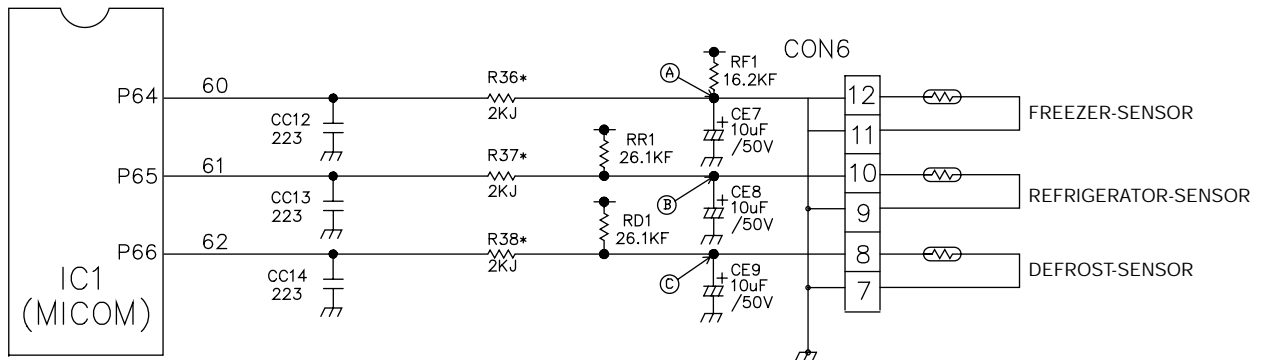 CON6
RF1
16.2KF
A
P64
60
R36*
2KJ
12
CC12
223
CE7
+
10uF
/50V
FREEZER-SENSOR
RR1
26.1KF
11
P65
61
R37*
2KJ
10
CC13
223
B
CE8
+
10uF
/50V
REFRIGERATOR-SENSOR
RD1
26.1KF
9
P66
62
R38*
2KJ
8
IC1
(MICOM)
CC14
223
C
CE9
+
10uF
/50V
DEFROST-SENSOR
7